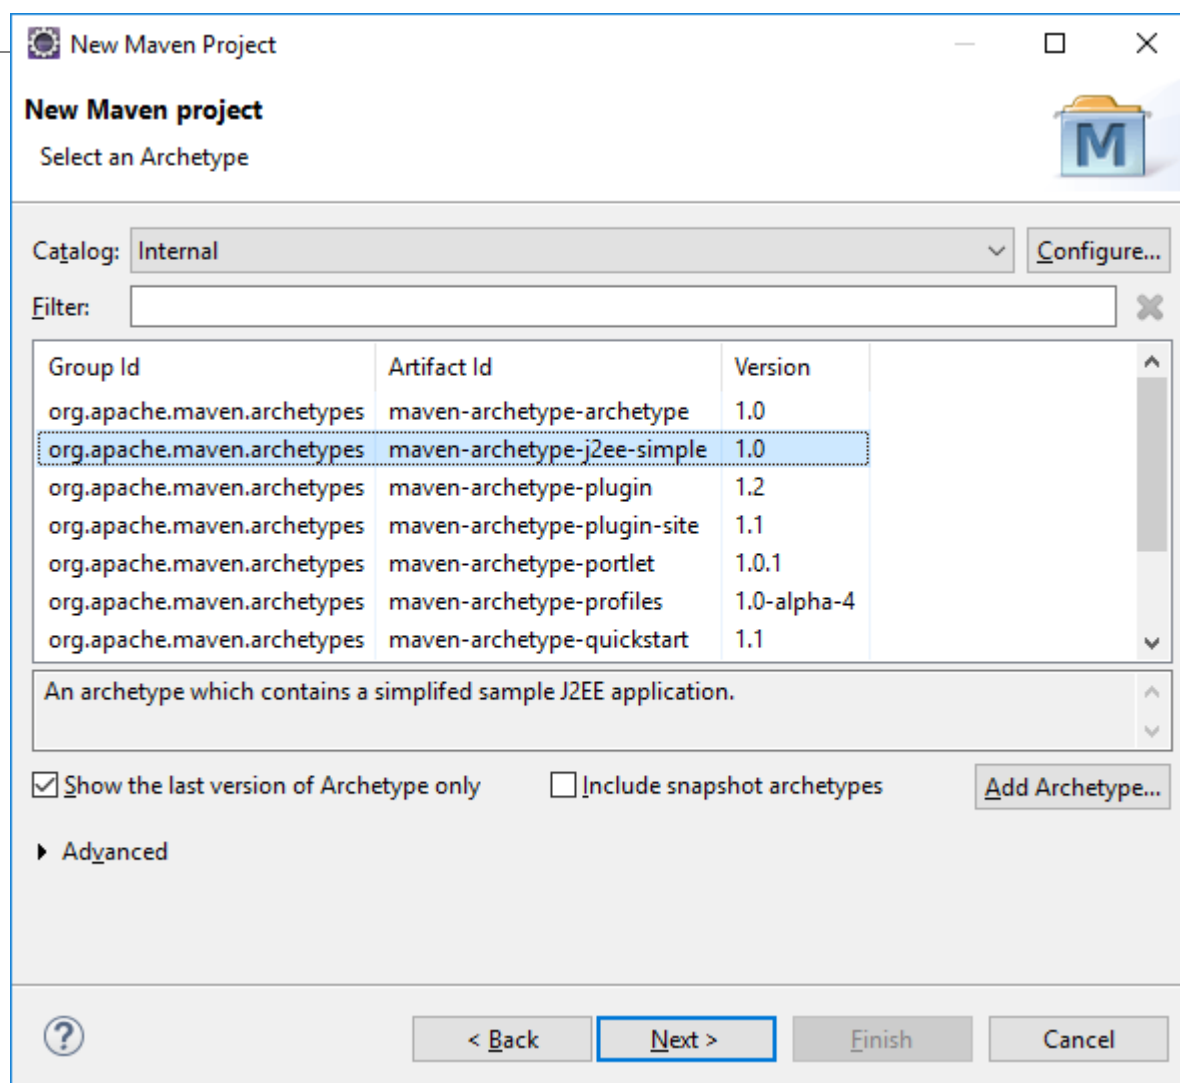 New Maven Project
New Maven project
Select an Archetype
M
Catalog: Internal Configure...
Filter:
Group Id Artifact Id Version
org.apache.maven.archetypes maven-archetype-archetype 1.0
org.apache.maven.archetypes maven-archetype-j2ee-simple 1.0
org.apache.maven.archetypes maven-archetype-plugin 1.2
org.apache.maven.archetypes maven-archetype-plugin-site 1.1
org.apache.maven.archetypes maven-archetype-portlet 1.0.1
org.apache.maven.archetypes maven-archetype-profiles 1.0-alpha-4
org.apache.maven.archetypes maven-archetype-quickstart 1.1
An archetype which contains a simplifed sample J2EE application.
Show the last version of Archetype only Include snapshot archetypes Add Archetype...
Advanced
? < Back Next > Finish Cancel